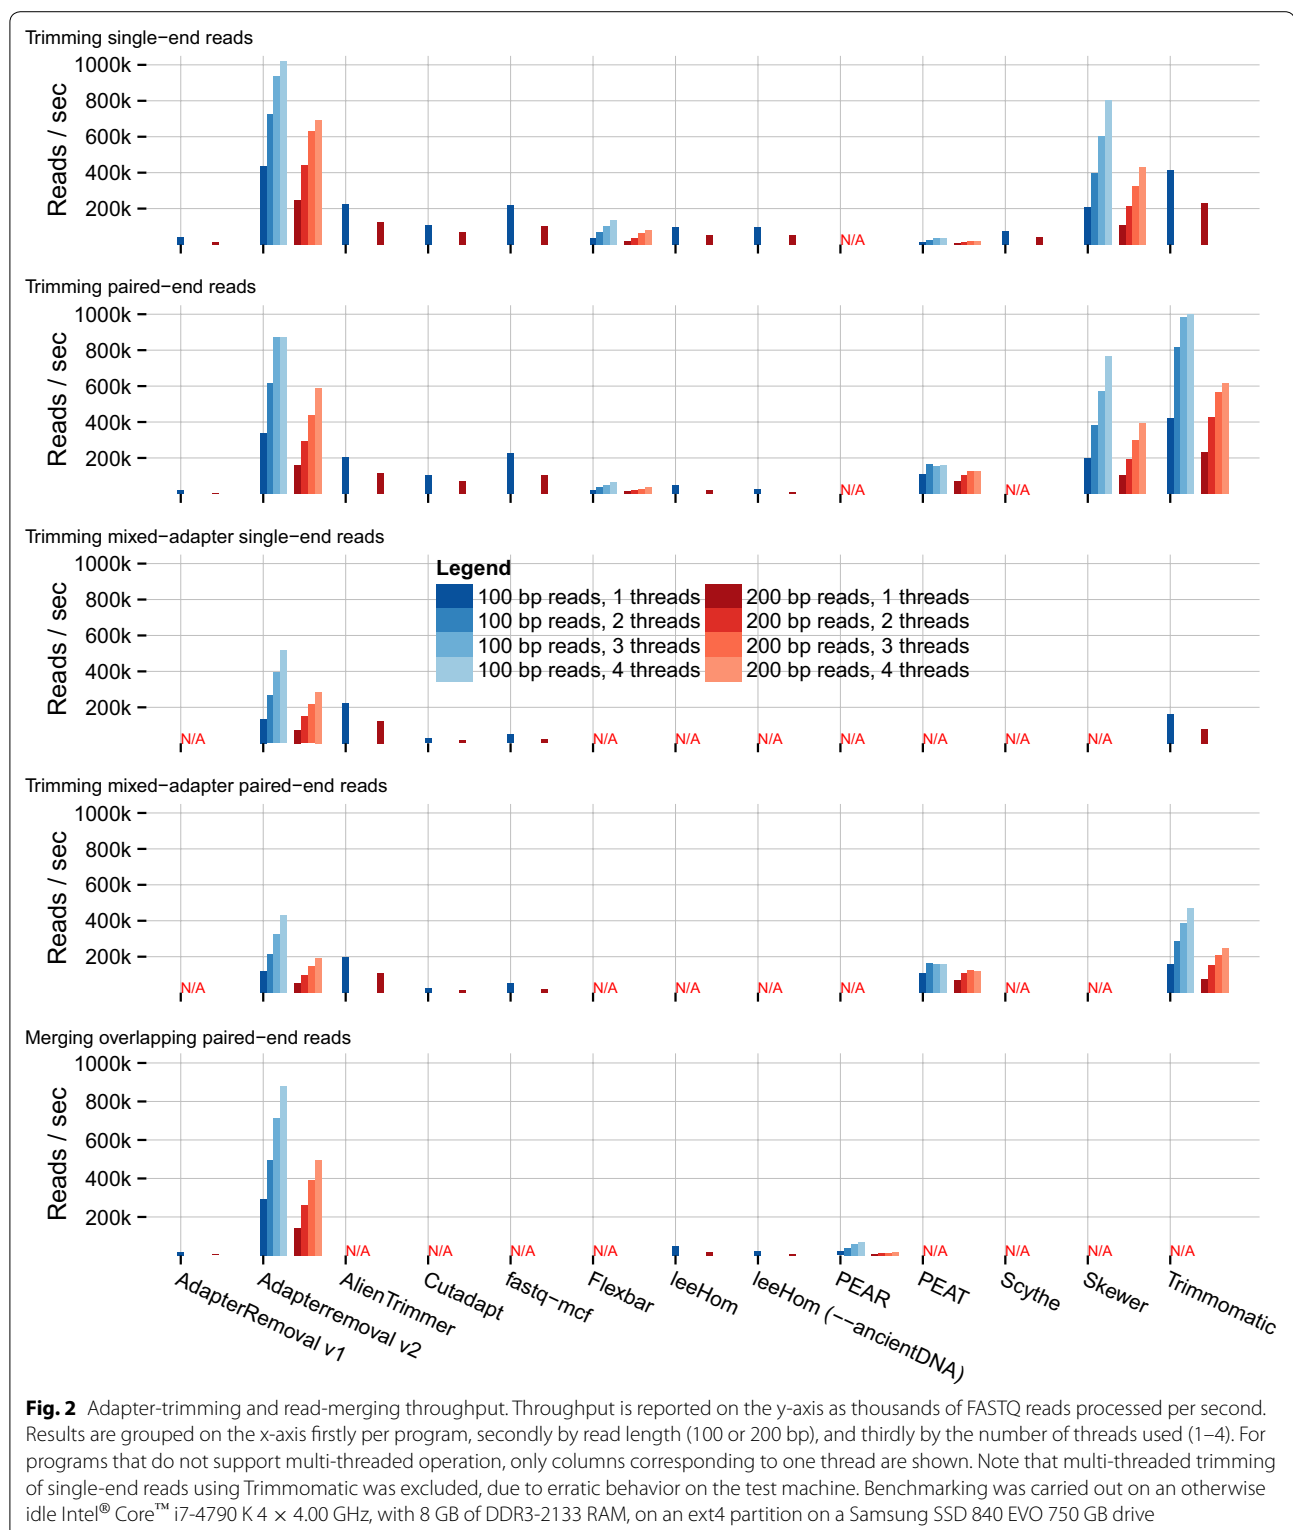 Trimming single−end reads
1000k
800k
600k
400k
200k
Reads / sec
N/A
Trimming paired−end reads
1000k
800k
600k
400k
200k
Reads / sec
N/A N/A
Trimming mixed−adapter single−end reads
1000k
800k
600k
400k
200k
Reads / sec
Legend
100 bp reads, 1 threads 200 bp reads, 1 threads
100 bp reads, 2 threads 200 bp reads, 2 threads
100 bp reads, 3 threads 200 bp reads, 3 threads
100 bp reads, 4 threads 200 bp reads, 4 threads
N/A N/A N/A N/A N/A N/A N/A N/A
Trimming mixed−adapter paired−end reads
1000k
800k
600k
400k
200k
Reads / sec
N/A N/A N/A N/A N/A N/A N/A
Merging overlapping paired−end reads
1000k
800k
600k
400k
200k
Reads / sec
N/A N/A N/A N/A N/A N/A N/A N/A
AdapterRemoval v1
Adapterremoval v2
AlienTrimmer
Cutadapt
fastq−mcf
Flexbar
leeHom
leeHom (−−ancientDNA)
PEAR
PEAT
Scythe
Skewer
Trimmomatic
Fig. 2 Adapter-trimming and read-merging throughput. Throughput is reported on the y-axis as thousands of FASTQ reads processed per second.
Results are grouped on the x-axis firstly per program, secondly by read length (100 or 200 bp), and thirdly by the number of threads used (1–4). For
programs that do not support multi-threaded operation, only columns corresponding to one thread are shown. Note that multi-threaded trimming
of single-end reads using Trimmomatic was excluded, due to erratic behavior on the test machine. Benchmarking was carried out on an otherwise
idle Intel® Core™ i7-4790 K 4 × 4.00 GHz, with 8 GB of DDR3-2133 RAM, on an ext4 partition on a Samsung SSD 840 EVO 750 GB drive